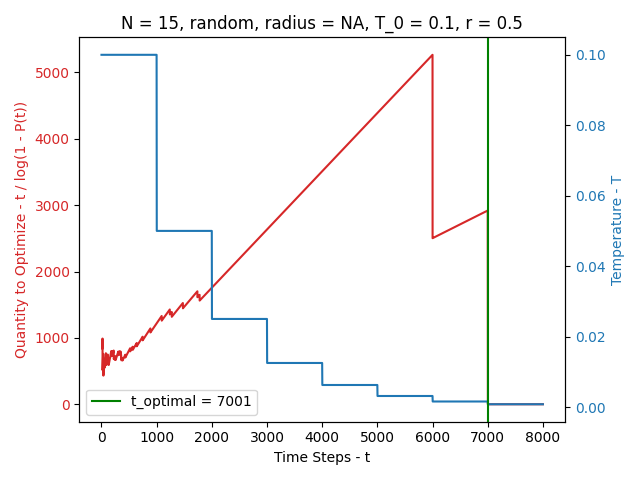 N = 15, random, radius = NA, T_0 = 0.1, r = 0.5
Quantity to Optimize - t / log(1 - P(t))
5000
4000
3000
2000
1000
0
0.10
0.08
0.06
0.04
0.02
0.00
Temperature - T
t_optimal = 7001
0 1000 2000 3000 4000 5000 6000 7000 8000
Time Steps - t